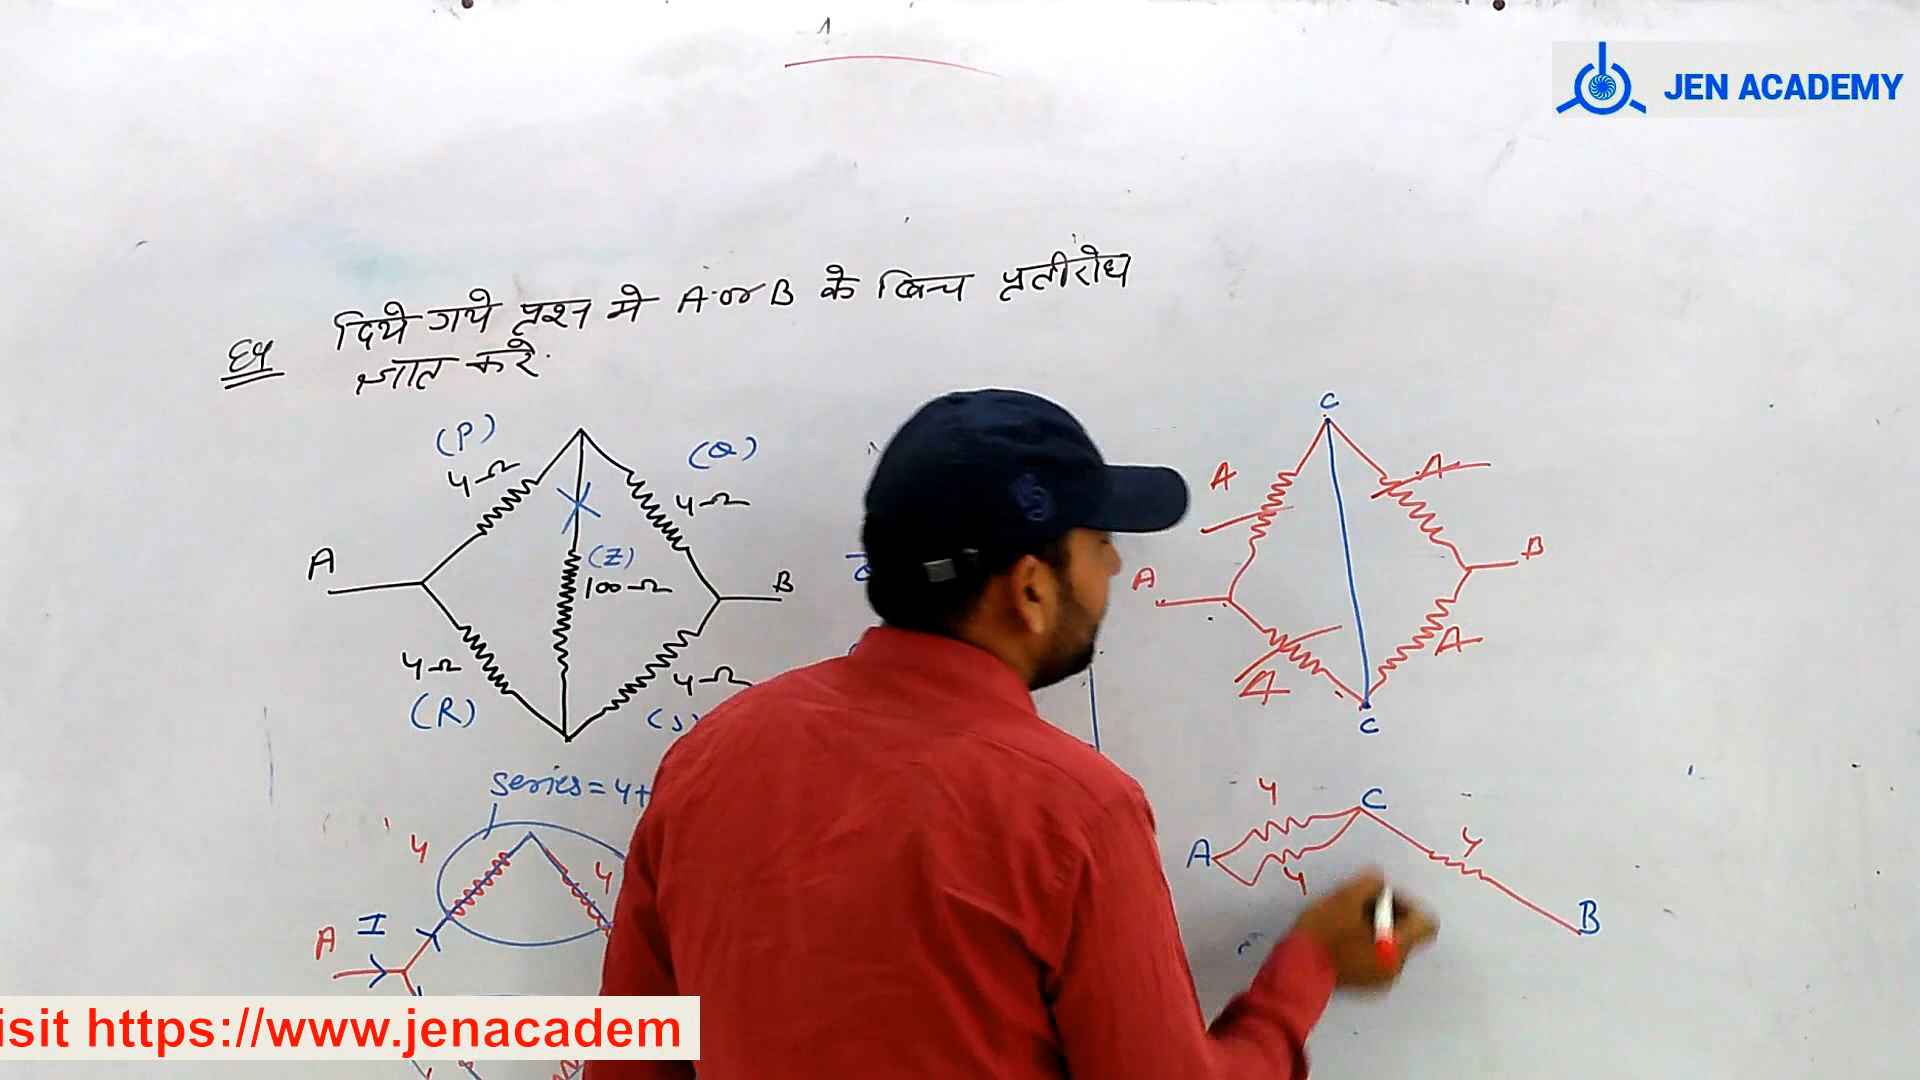 JEN ACADEMY
Eg दिये गये प्रश्न मे A or B के बिच प्रतीरोध
ज्ञात करे.
(P)
4Ω
(Q)
4Ω
A
(Z)
100Ω
B
4Ω
(R)
4Ω
(S)
C
A
A
A
B
A
A
C
series = 4+
4
4
I
A
4
C
4
A
4
B
isit https://www.jenacadem